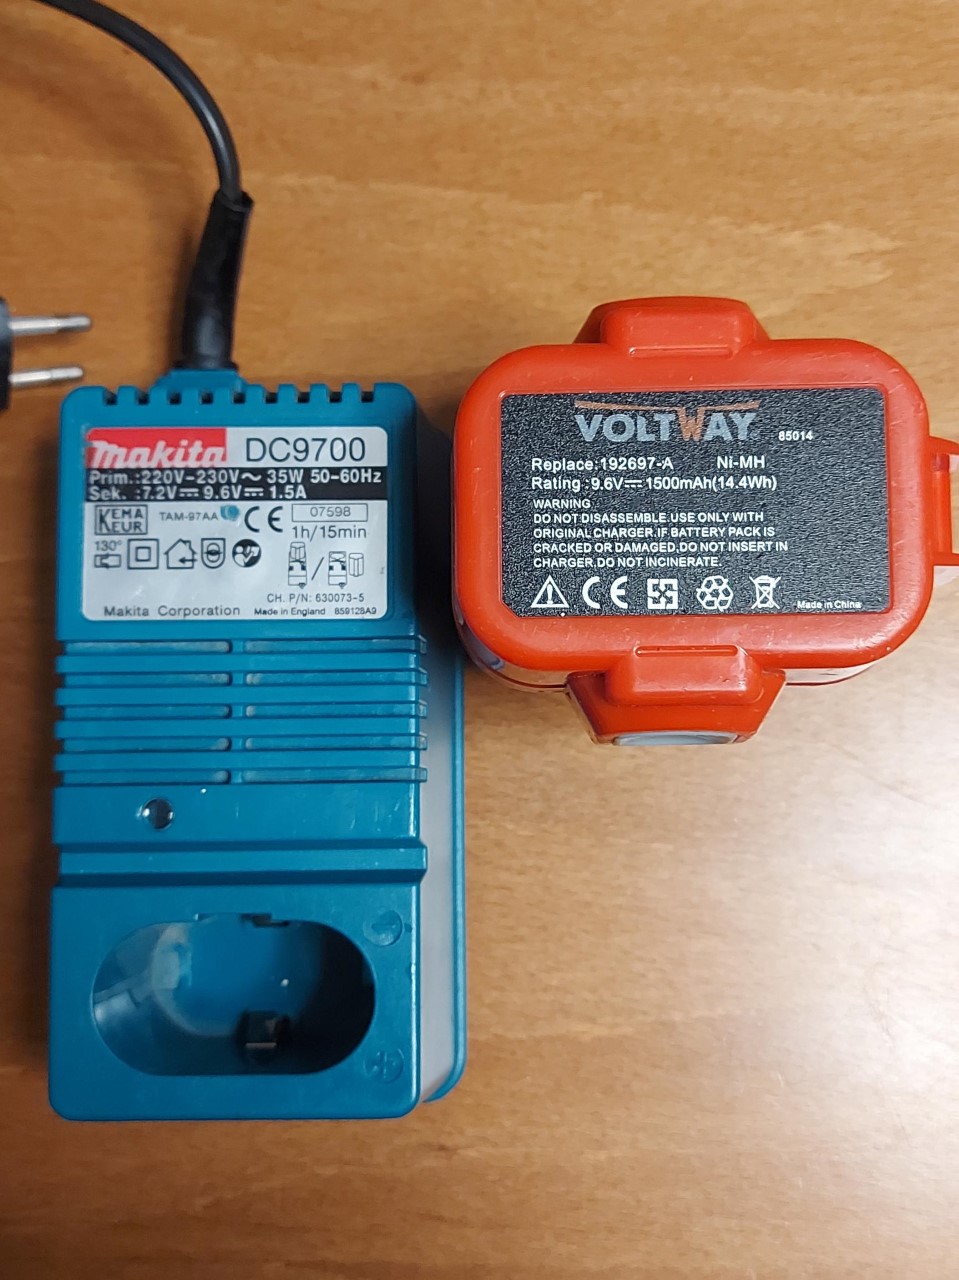 makita DC9700
Prim.:220V-230V~ 35W 50-60Hz
Sek. :7.2V⎓ 9.6V⎓ 1.5A
KEMA
KEUR
TAM-97AA
CE
07598
1h/15min
130°
CH. P/N: 630073-5
Makita Corporation
Made in England 859128A9
VOLTWAY
85014
Replace:192697-A Ni-MH
Rating :9.6V⎓ 1500mAh(14.4Wh)
WARNING
DO NOT DISASSEMBLE.USE ONLY WITH
ORIGINAL CHARGER.IF BATTERY PACK IS
CRACKED OR DAMAGED.DO NOT INSERT IN
CHARGER.DO NOT INCINERATE.
CE
Made in China